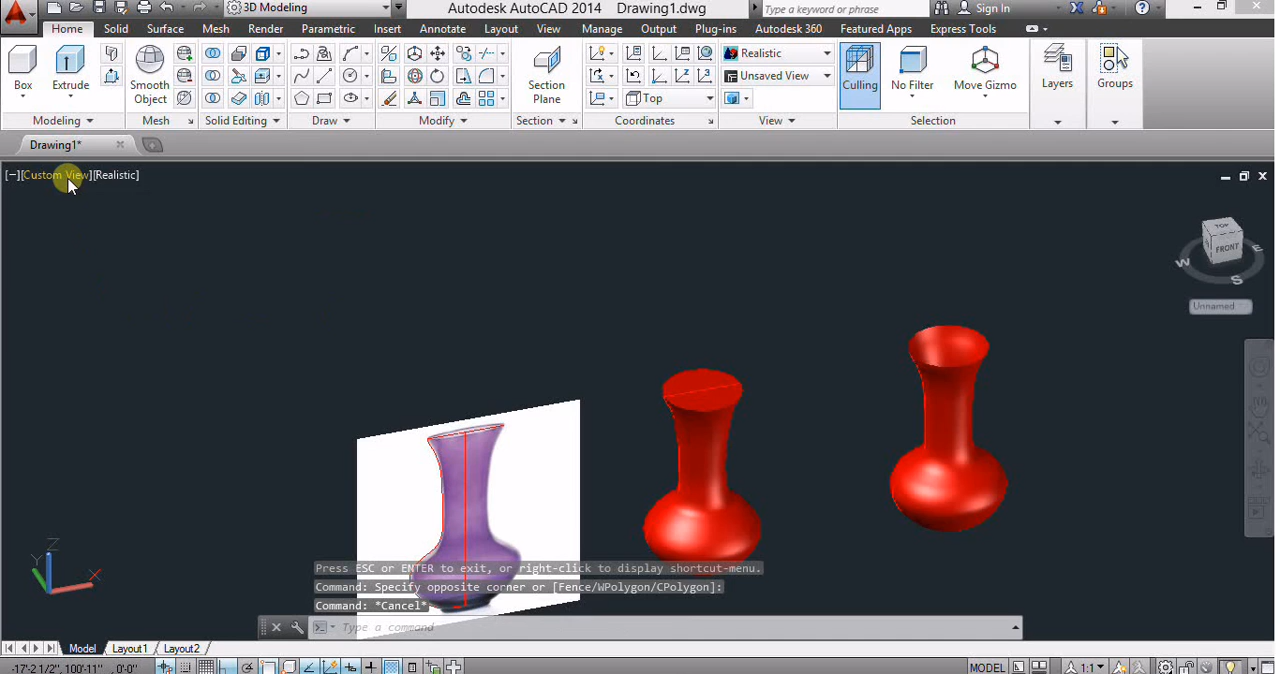 3D Modeling Autodesk AutoCAD 2014 Drawing1.dwg Type a keyword or phrase Sign In
Home Solid Surface Mesh Render Parametric Insert Annotate Layout View Manage Output Plug-ins Autodesk 360 Featured Apps Express Tools
Realistic
Unsaved View
Top
Box Extrude Smooth Object Section Plane Culling No Filter Move Gizmo Layers Groups
Modeling Mesh Solid Editing Draw Modify Section Coordinates View Selection
Drawing1*
[−][Custom View][Realistic]
TOP
FRONT
W E
S
Unnamed
Z
Y X
Press ESC or ENTER to exit, or right-click to display shortcut-menu.
Command: Specify opposite corner or [Fence/WPolygon/CPolygon]:
Command: *Cancel*
Type a command
Model Layout1 Layout2
-17'-2 1/2", 100'-11" , 0'-0" MODEL 1:1